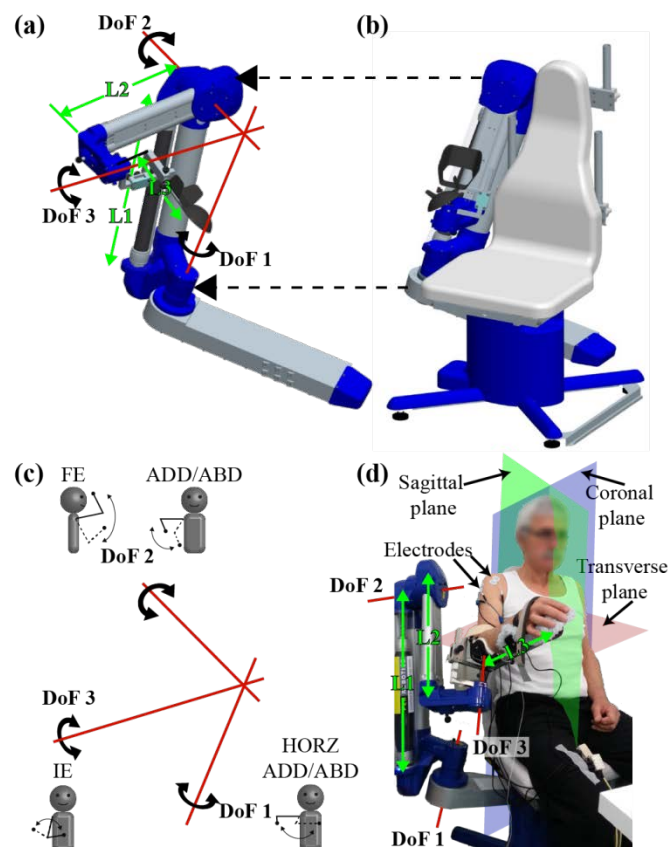 (a)
DoF 2
L2
DoF 3
L3
L1
DoF 1
(b)
(c)
FE
ADD/ABD
DoF 2
DoF 3
IE
DoF 1
HORZ
ADD/ABD
(d)
Sagittal
plane
Coronal
plane
Electrodes
Transverse
plane
DoF 2
L2
L1
L3
DoF 3
DoF 1